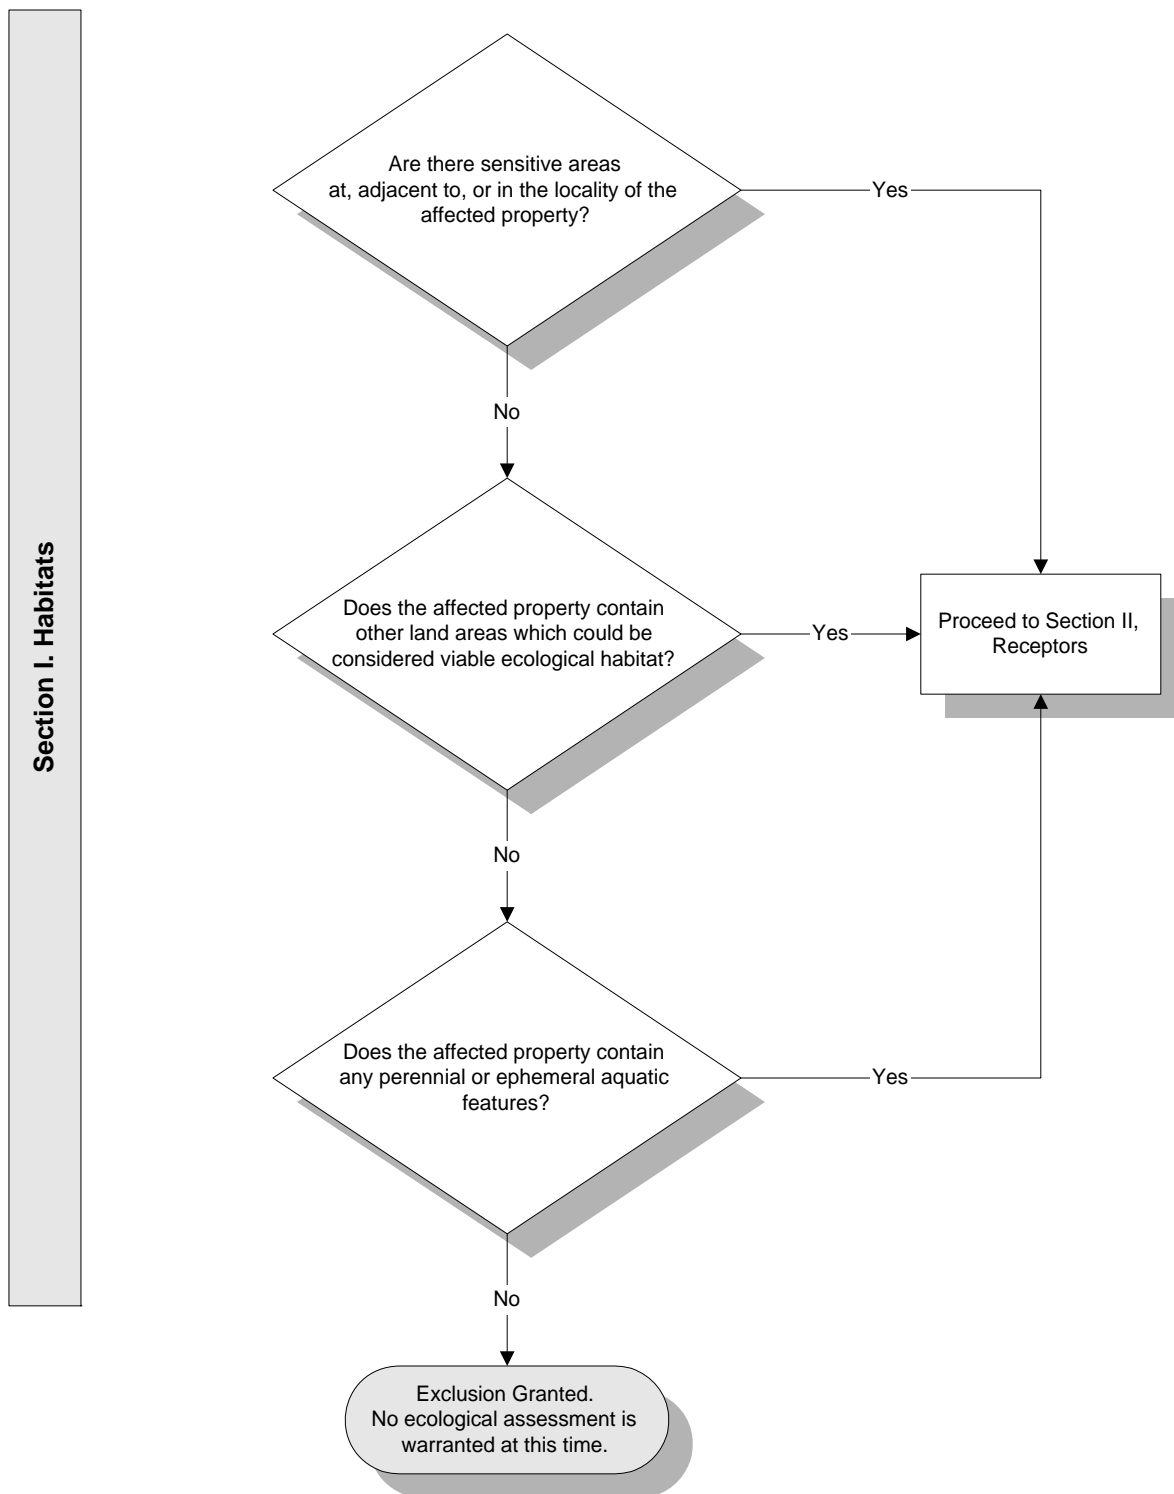 Section I. Habitats
Are there sensitive areas
at, adjacent to, or in the locality of the
affected property?
Yes
No
Does the affected property contain
other land areas which could be
considered viable ecological habitat?
Yes
Proceed to Section II,
Receptors
No
Does the affected property contain
any perennial or ephemeral aquatic
features?
Yes
No
Exclusion Granted.
No ecological assessment is
warranted at this time.